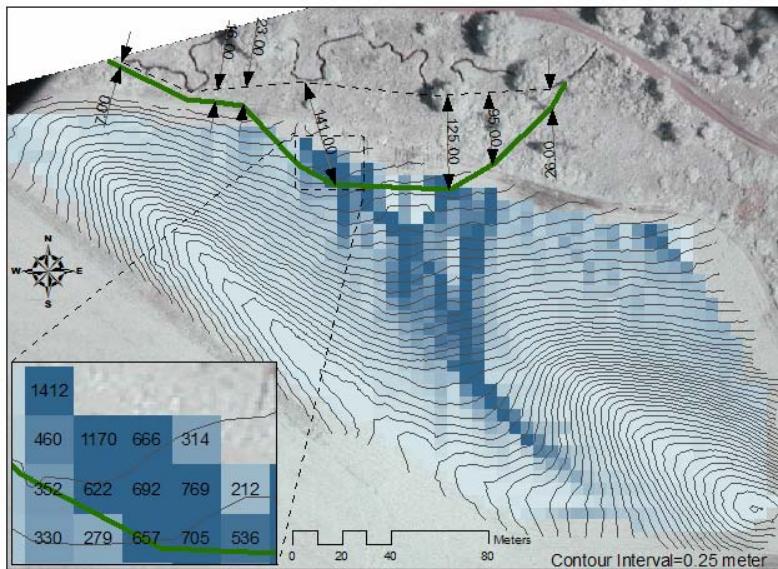 7.00
19.00
23.00
141.00
125.00
95.00
26.00
N
W E
S
1412
460 1170 666 314
352 622 692 769 212
330 279 657 705 536
Meters
0 10 20 40 80
Contour Interval=0.25 meter